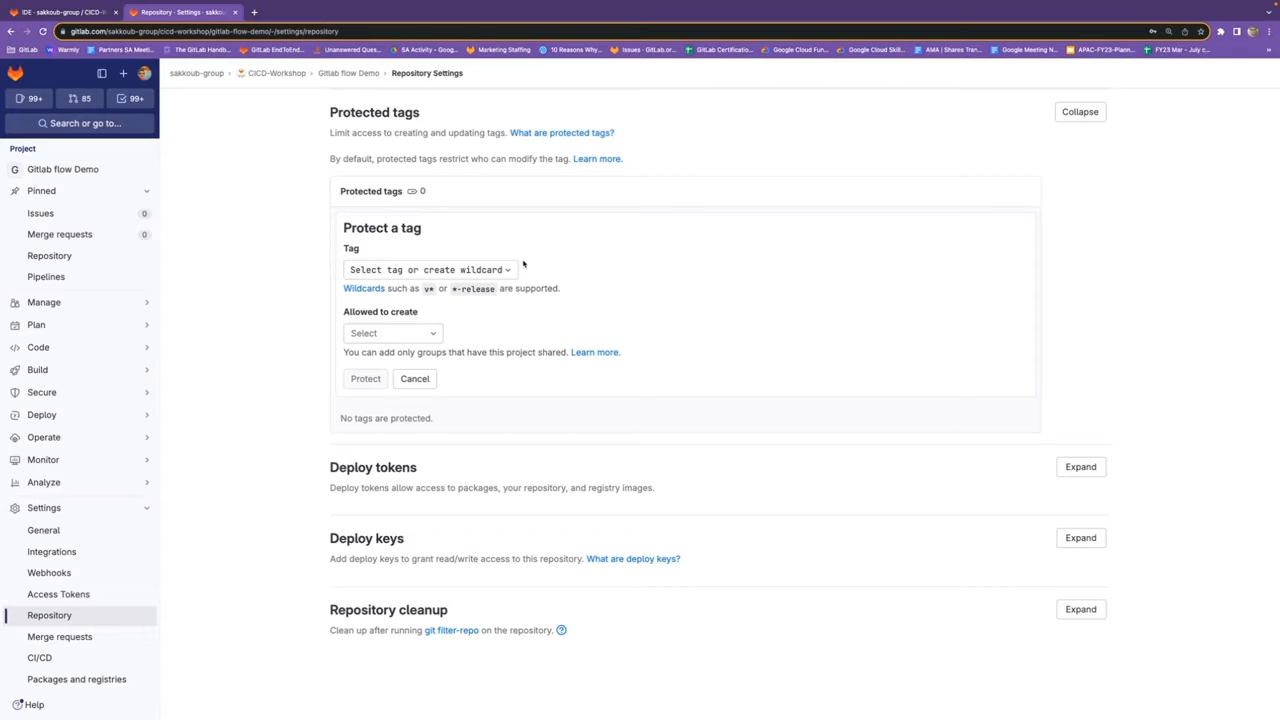 IDE · sakkoub-group / CICD-W
Repository · Settings · sakkou
gitlab.com/sakkoub-group/cicd-workshop/gitlab-flow-demo/-/settings/repository
GitLab
Warmly
Partners SA Meeti...
The GitLab Handb...
GitLab EndToEnd...
Unanswered Ques...
SA Activity – Goog...
Marketing Staffing
10 Reasons Why...
Issues · GitLab.or...
GitLab Certificatio...
Google Cloud Fun...
Google Cloud Skil...
AMA | Shares Tran...
Google Meeting N...
APAC-FY23-Plann...
FY23 Mar - July c...
sakkoub-group
CICD-Workshop
Gitlab flow Demo
Repository Settings
99+
85
99+
Search or go to...
Project
G Gitlab flow Demo
Pinned
Issues 0
Merge requests 0
Repository
Pipelines
Manage
Plan
Code
Build
Secure
Deploy
Operate
Monitor
Analyze
Settings
General
Integrations
Webhooks
Access Tokens
Repository
Merge requests
CI/CD
Packages and registries
Help
Protected tags
Collapse
Limit access to creating and updating tags. What are protected tags?
By default, protected tags restrict who can modify the tag. Learn more.
Protected tags 0
Protect a tag
Tag
Select tag or create wildcard
Wildcards such as v* or *-release are supported.
Allowed to create
Select
You can add only groups that have this project shared. Learn more.
Protect
Cancel
No tags are protected.
Deploy tokens
Expand
Deploy tokens allow access to packages, your repository, and registry images.
Deploy keys
Expand
Add deploy keys to grant read/write access to this repository. What are deploy keys?
Repository cleanup
Expand
Clean up after running git filter-repo on the repository.